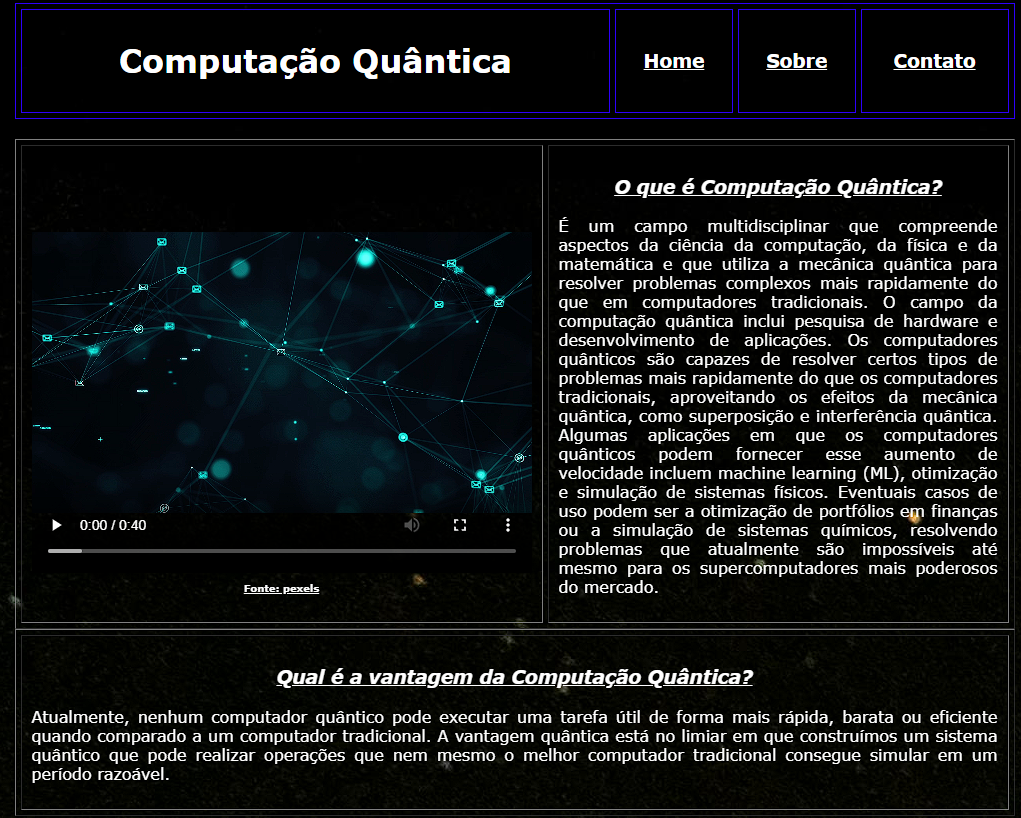 Computação Quântica
Home
Sobre
Contato
O que é Computação Quântica?
É um campo multidisciplinar que compreende
aspectos da ciência da computação, da física e da
matemática e que utiliza a mecânica quântica para
resolver problemas complexos mais rapidamente do
que em computadores tradicionais. O campo da
computação quântica inclui pesquisa de hardware e
desenvolvimento de aplicações. Os computadores
quânticos são capazes de resolver certos tipos de
problemas mais rapidamente do que os computadores
tradicionais, aproveitando os efeitos da mecânica
quântica, como superposição e interferência quântica.
Algumas aplicações em que os computadores
quânticos podem fornecer esse aumento de
velocidade incluem machine learning (ML), otimização
e simulação de sistemas físicos. Eventuais casos de
uso podem ser a otimização de portfólios em finanças
ou a simulação de sistemas químicos, resolvendo
problemas que atualmente são impossíveis até
mesmo para os supercomputadores mais poderosos
do mercado.
0:00 / 0:40
Fonte: pexels
Qual é a vantagem da Computação Quântica?
Atualmente, nenhum computador quântico pode executar uma tarefa útil de forma mais rápida, barata ou eficiente
quando comparado a um computador tradicional. A vantagem quântica está no limiar em que construímos um sistema
quântico que pode realizar operações que nem mesmo o melhor computador tradicional consegue simular em um
período razoável.